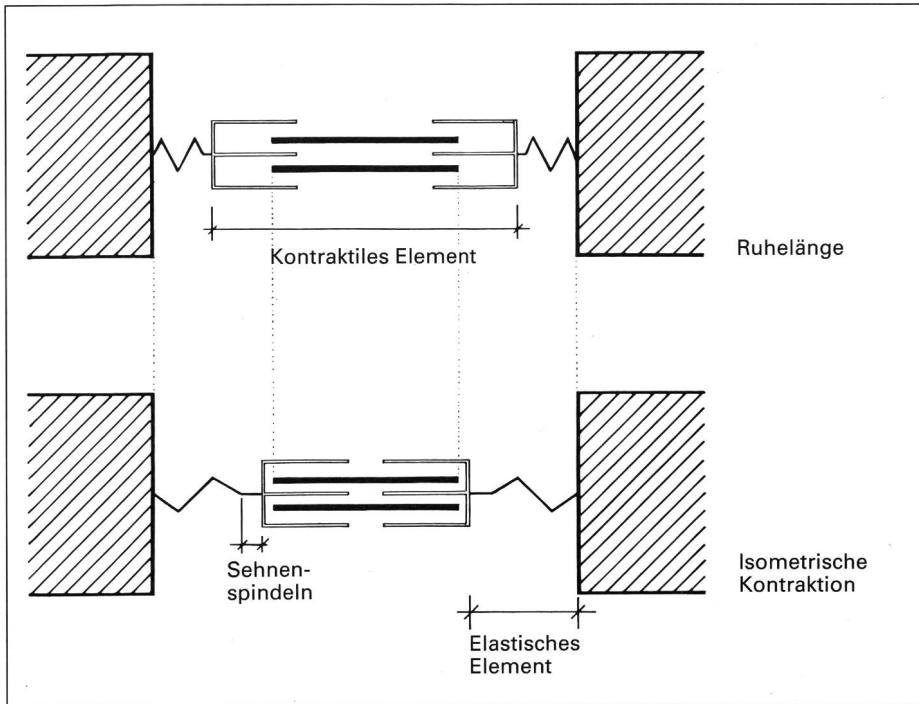 Kontraktiles Element
Ruhelänge
Sehnen-
spindeln
Isometrische
Kontraktion
Elastisches
Element